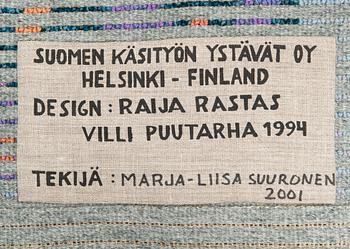 SUOMEN KÄSITYÖN YSTÄVÄT OY
HELSINKI - FINLAND
DESIGN : RAIJA RASTAS
VILLI PUUTARHA 1994
TEKIJÄ : MARJA-LIISA SUURONEN
2001